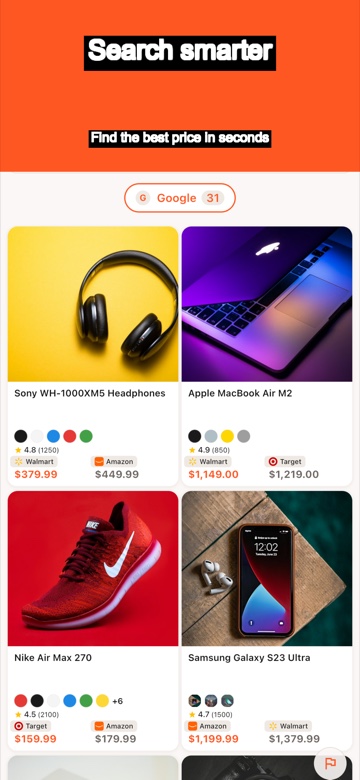 Search smarter
Find the best price in seconds
G Google 31
Sony WH-1000XM5 Headphones
4.8 (1250)
Walmart Amazon
$379.99 $449.99
Apple MacBook Air M2
4.9 (850)
Walmart Target
$1,149.00 $1,219.00
NIKE
Nike Air Max 270
+6
4.5 (2100)
Target Amazon
$159.99 $179.99
12:02
Samsung Galaxy S23 Ultra
4.7 (1500)
Amazon Walmart
$1,199.99 $1,379.99